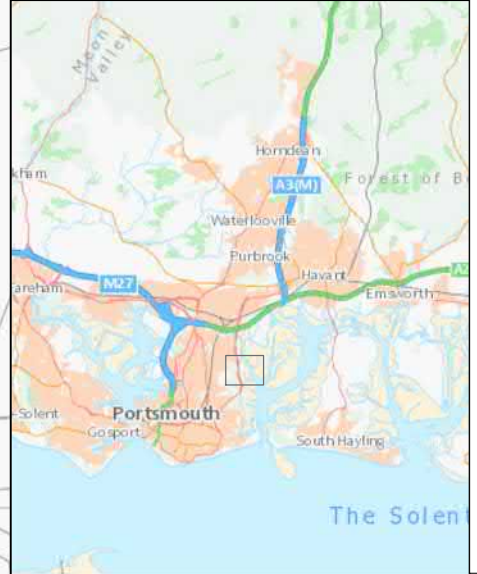 Meon
Valley
Horndean
kham
A3(M)
Forest of B
Waterlooville
Purbrook
Havant
A2
M27
areham
Emsworth
-Solent
Portsmouth
Gosport
South Hayling
The Solent